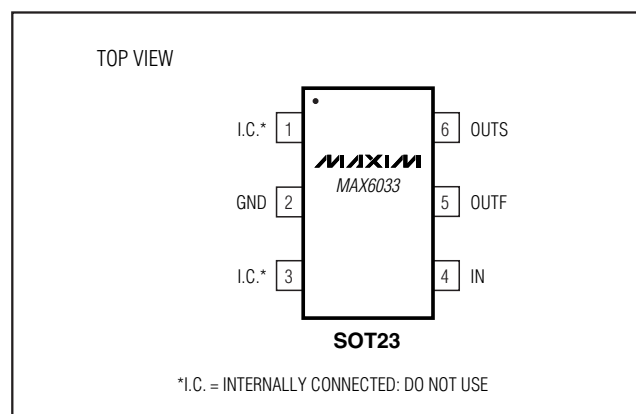 TOP VIEW
I.C.* 1
6 OUTS
MAXIM
MAX6033
GND 2
5 OUTF
I.C.* 3
4 IN
SOT23
*I.C. = INTERNALLY CONNECTED: DO NOT USE